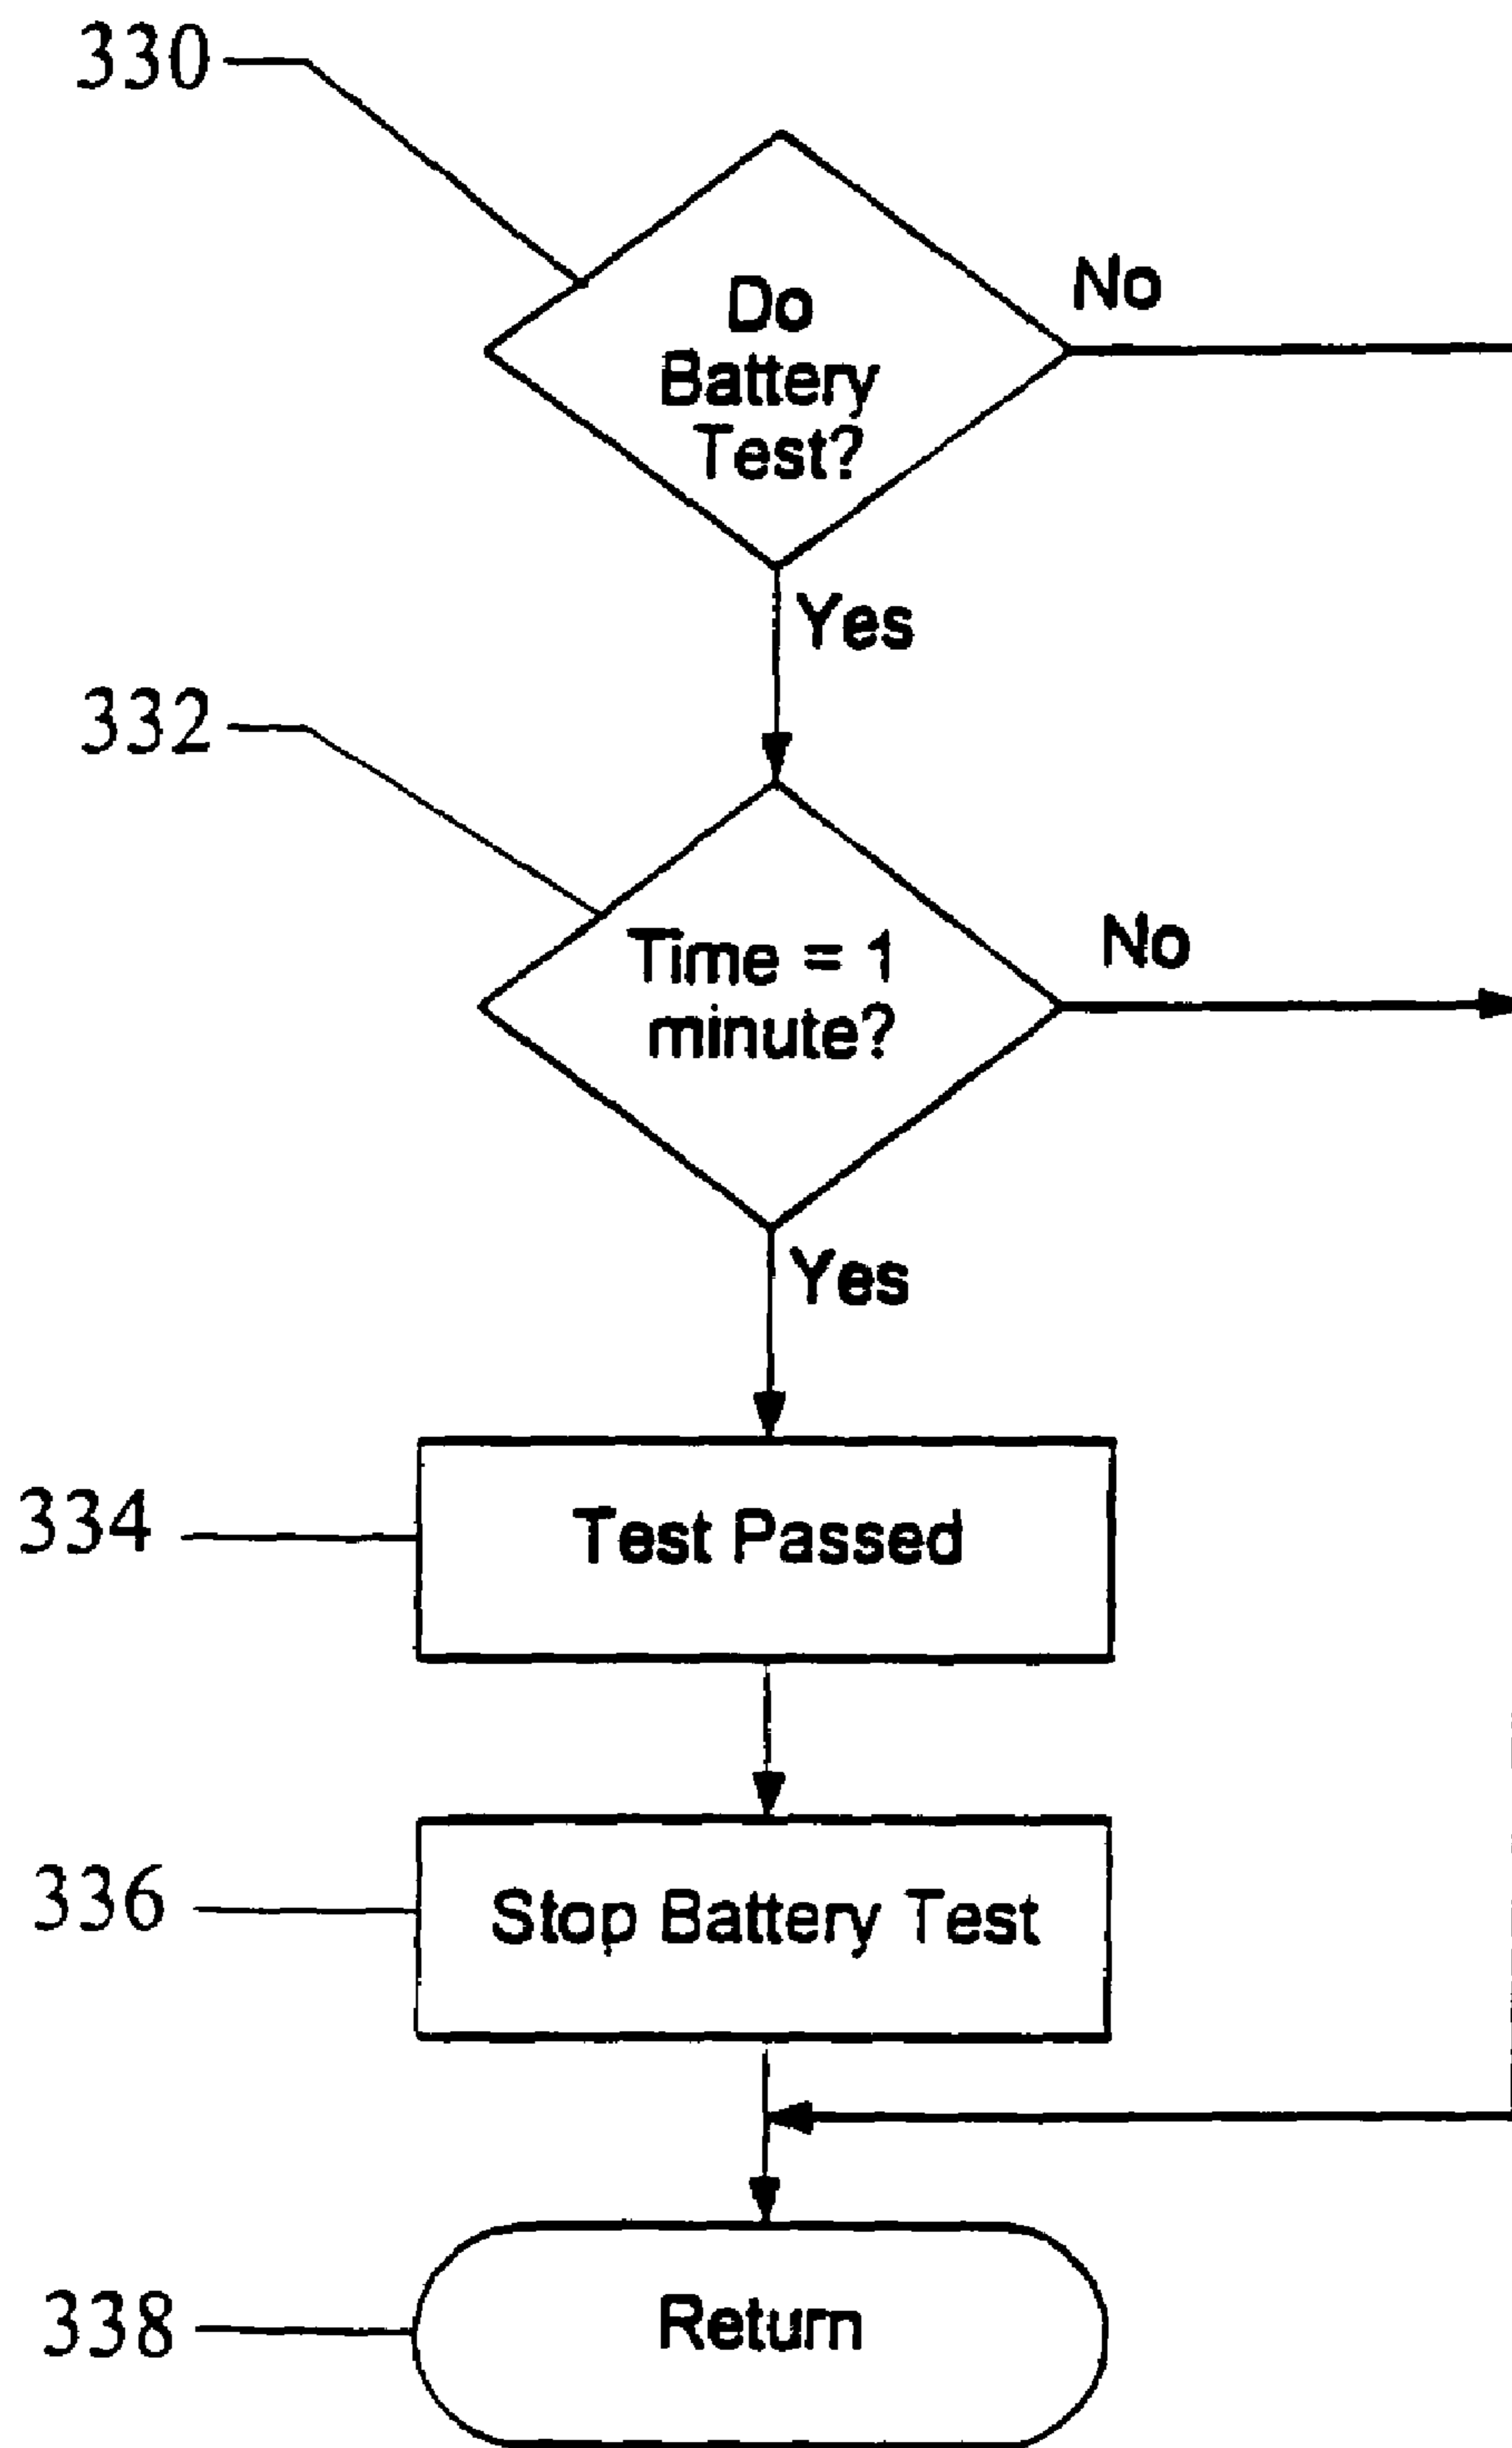 330
Do
Battery
Test?
No
Yes
332
Time = 1
minute?
No
Yes
334
Test Passed
336
Stop Battery Test
338
Return